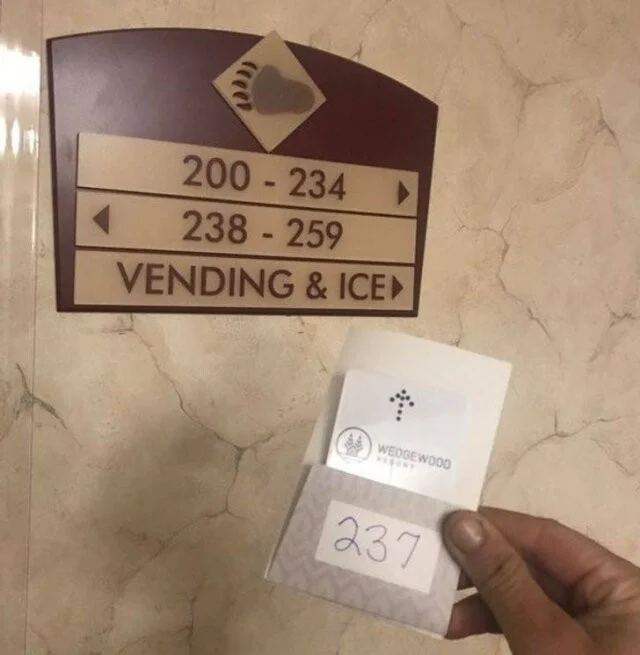 200 - 234
238 - 259
VENDING & ICE
WEDGEWOOD
RESORT
237